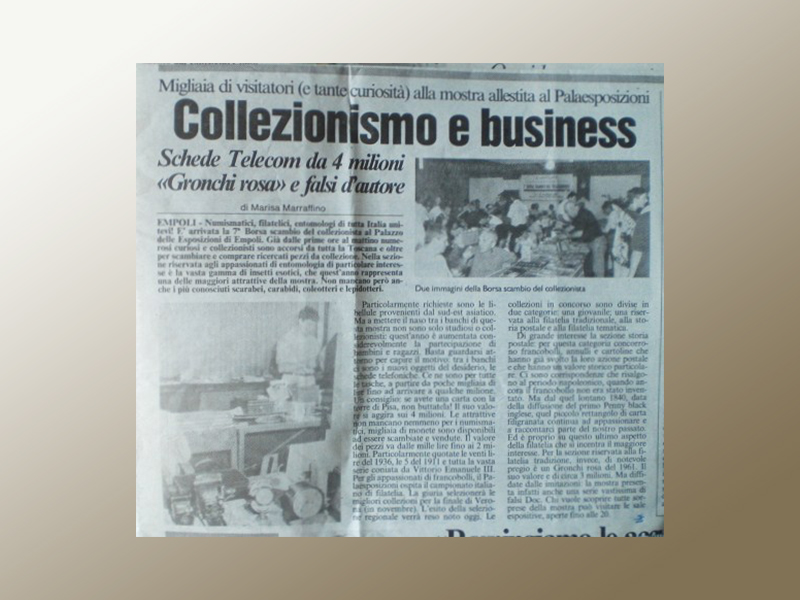 Migliaia di visitatori (e tante curiosità) alla mostra allestita al Palaesposizioni
Collezionismo e business
Schede Telecom da 4 milioni
«Gronchi rosa» e falsi d'autore
di Marisa Marraffino
EMPOLI - Numismatici, filatelici, entomologi di tutta Italia uni-
tevi! E' arrivata la 7ª Borsa scambio del collezionista al Palazzo
delle Esposizioni di Empoli. Già dalle prime ore al mattino nume-
rosi curiosi e collezionisti sono accorsi da tutta la Toscana e oltre
per scambiare e comprare ricercati pezzi da collezione. Nella sezio-
ne riservata agli appassionati di entomologia di particolare interes-
se è la vasta gamma di insetti esotici, che quest'anno rappresenta
una delle maggiori attrattive della mostra. Non mancano però an-
che i più conosciuti scarabei, carabidi, coleotteri e lepidotteri.
Due immagini della Borsa scambio del collezionista
Particolarmente richieste sono le li-
bellule provenienti dal sud-est asiatico.
Ma a mettere il naso tra i banchi di que-
sta mostra non sono solo studiosi o col-
lezionisti: quest'anno è aumentata con-
siderevolmente la partecipazione di
bambini e ragazzi. Basta guardarsi at-
torno per capire il motivo: tra i banchi
ci sono i nuovi oggetti del desiderio, le
schede telefoniche. Ce ne sono per tutte
le tasche, a partire da poche migliaia di
lire fino ad arrivare a qualche milione.
Un consiglio: se avete una carta con la
torre di Pisa, non buttatela! Il suo valo-
re si aggira sui 4 milioni. Le attrattive
non mancano nemmeno per i numisma-
tici, migliaia di monete sono disponibili
ad essere scambiate e vendute. Il valore
dei pezzi va dalle mille lire fino ai 2 mi-
lioni. Particolarmente quotate le venti li-
re del 1936, le 5 del 1911 e tutta la vasta
serie coniata da Vittorio Emanuele III.
Per gli appassionati di francobolli, il Pa-
laesposizioni ospita il campionato italia-
no di filatelia. La giuria selezionerà le
migliori collezioni per la finale di Vero-
na (in novembre). L'esito della selezio-
ne regionale verrà reso noto oggi. Le
collezioni in concorso sono divise in
due categorie: una giovanile; una riser-
vata alla filatelia tradizionale, alla sto-
ria postale e alla filatelia tematica.
Di grande interesse la sezione storia
postale: per questa categoria concorro-
no francobolli, annulli e cartoline che
hanno già svolto la loro azione postale
e che hanno un valore storico particola-
re. Ci sono corrispondenze che risalgo-
no al periodo napoleonico, quando an-
cora il francobollo non era stato inven-
tato. Ma dal quel lontano 1840, data
della diffusione del primo Penny black
inglese, quel piccolo rettangolo di carta
filigranata continua ad appassionare e
a raccontarci parte del nostro passato.
Ed è proprio su questo ultimo aspetto
della filatelia che si incentra il maggiore
interesse. Per la sezione riservata alla fi-
latelia tradizione, invece, di notevole
pregio è un Gronchi rosa del 1961. Il
suo valore è di circa 3 milioni. Ma diffi-
date dalle imitazioni: la mostra presen-
ta infatti anche una serie vastissima di
falsi Doc. Chi vuole scoprire tutte sor-
prese della mostra può visitare le sale
espositive, aperte fino alle 20.